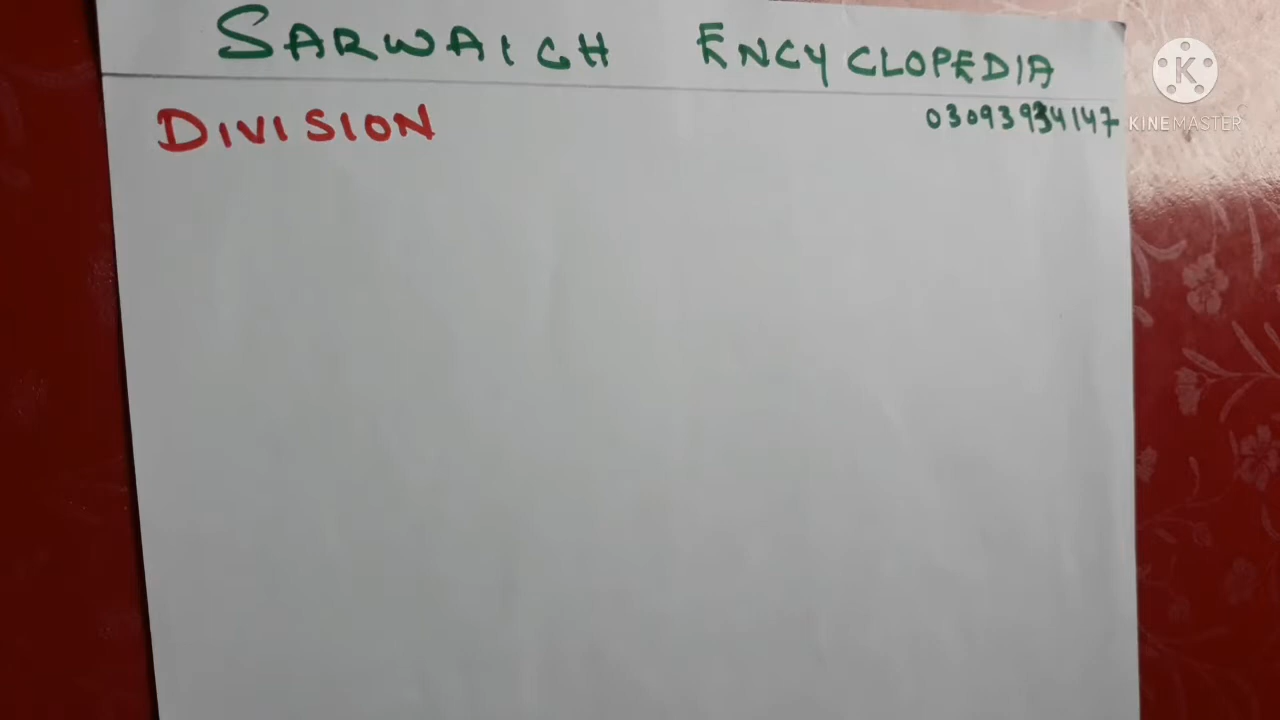 SARWAICH ENCYCLOPEDIA
DIVISION
03093934147
K
KINEMASTER